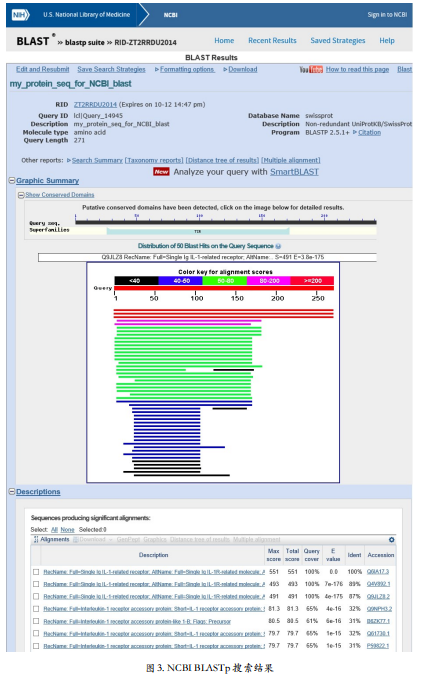 NIH U.S. National Library of Medicine NCBI Sign in to NCBI
BLAST ® » blastp suite » RID-ZT2RRDU2014 Home Recent Results Saved Strategies Help
BLAST Results
Edit and Resubmit Save Search Strategies ▷Formatting options ▷Download YouTube How to read this page Blast
my_protein_seq_for_NCBI_blast
RID ZT2RRDU2014 (Expires on 10-12 14:47 pm)
Query ID lcl|Query_14945 Database Name swissprot
Description my_protein_seq_for_NCBI_blast Description Non-redundant UniProtKB/SwissProt
Molecule type amino acid Program BLASTP 2.5.1+ ▷Citation
Query Length 271
Other reports: ▷Search Summary [Taxonomy reports] [Distance tree of results] [Multiple alignment]
New Analyze your query with SmartBLAST
Graphic Summary
Show Conserved Domains
Putative conserved domains have been detected, click on the image below for detailed results.
1 50 100 150 200
Query seq.
Superfamilies TIR
Distribution of 50 Blast Hits on the Query Sequence
Q9JLZ8 RecName: Full=Single Ig IL-1-related receptor; AltName:.. S=491 E=3.8e-175
Color key for alignment scores
<40 40-50 50-80 80-200 >=200
Query
1 50 100 150 200 250
Descriptions
Sequences producing significant alignments:
Select: All None Selected:0
Alignments Download GenPept Graphics Distance tree of results Multiple alignment
Description Max score Total score Query cover E value Ident Accession
RecName: Full=Single Ig IL-1-related receptor; AltName: Full=Single Ig IL-1R-related molecule; A 551 551 100% 0.0 100% Q6IA17.3
RecName: Full=Single Ig IL-1-related receptor; AltName: Full=Single Ig IL-1R-related molecule; A 493 493 100% 7e-176 89% Q4V892.1
RecName: Full=Single Ig IL-1-related receptor; AltName: Full=Single Ig IL-1R-related molecule; A 491 491 100% 4e-175 87% Q9JLZ8.2
RecName: Full=Interleukin-1 receptor accessory protein; Short=IL-1 receptor accessory protein; 81.3 81.3 65% 4e-16 32% Q9NPH3.2
RecName: Full=Interleukin-1 receptor accessory protein-like 1-B; Flags: Precursor 80.5 80.5 61% 6e-16 31%
RecName: Full=Interleukin-1 receptor accessory protein; Short=IL-1 receptor accessory protein; 79.7 79.7 65% 1e-15 32% Q61730.1
RecName: Full=Interleukin-1 receptor accessory protein; Short=IL-1 receptor accessory protein; 79.7 79.7 65% 1e-15 31% P59822.1
图 3. NCBI BLASTp 搜索结果